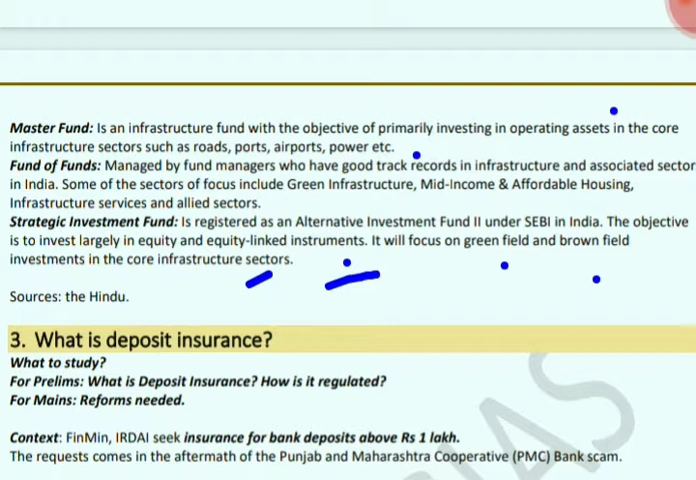 Master Fund: Is an infrastructure fund with the objective of primarily investing in operating assets in the core
infrastructure sectors such as roads, ports, airports, power etc.
Fund of Funds: Managed by fund managers who have good track records in infrastructure and associated sector
in India. Some of the sectors of focus include Green Infrastructure, Mid-Income & Affordable Housing,
Infrastructure services and allied sectors.
Strategic Investment Fund: Is registered as an Alternative Investment Fund II under SEBI in India. The objective
is to invest largely in equity and equity-linked instruments. It will focus on green field and brown field
investments in the core infrastructure sectors.
Sources: the Hindu.
3. What is deposit insurance?
What to study?
For Prelims: What is Deposit Insurance? How is it regulated?
For Mains: Reforms needed.
Context: FinMin, IRDAI seek insurance for bank deposits above Rs 1 lakh.
The requests comes in the aftermath of the Punjab and Maharashtra Cooperative (PMC) Bank scam.
IAS